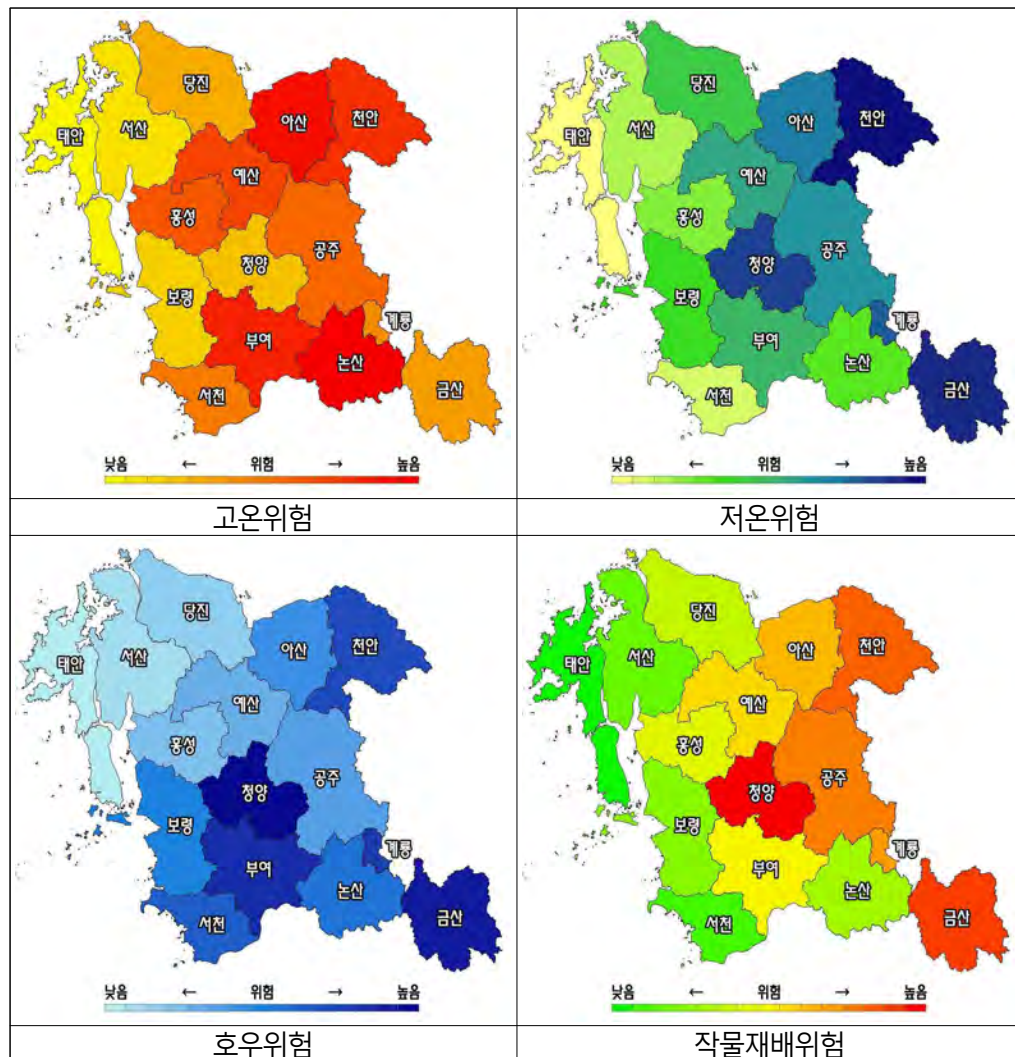 당진
아산
천안
태안
서산
예산
홍성
공주
청양
보령
계룡
부여
논산
서천
금산
낮음 ← 위험 → 높음
고온위험
당진
아산
천안
태안
서산
예산
홍성
공주
청양
보령
계룡
부여
논산
서천
금산
낮음 ← 위험 → 높음
저온위험
당진
아산
천안
태안
서산
예산
홍성
공주
청양
보령
계룡
부여
논산
서천
금산
낮음 ← 위험 → 높음
호우위험
당진
아산
천안
태안
서산
예산
홍성
공주
청양
보령
계룡
부여
논산
서천
금산
낮음 ← 위험 → 높음
작물재배위험